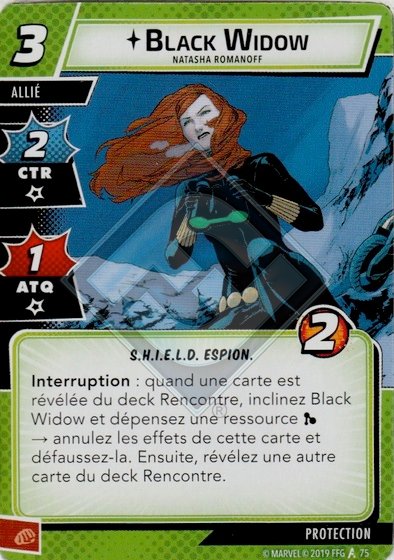 3
BLACK WIDOW
NATASHA ROMANOFF
ALLIÉ
2
CTR
1
ATQ
2
S.H.I.E.L.D. ESPION.
Interruption : quand une carte est
révélée du deck Rencontre, inclinez Black
Widow et dépensez une ressource
→ annulez les effets de cette carte et
défaussez-la. Ensuite, révélez une autre
carte du deck Rencontre.
®
PROTECTION
© MARVEL © 2019 FFG 75